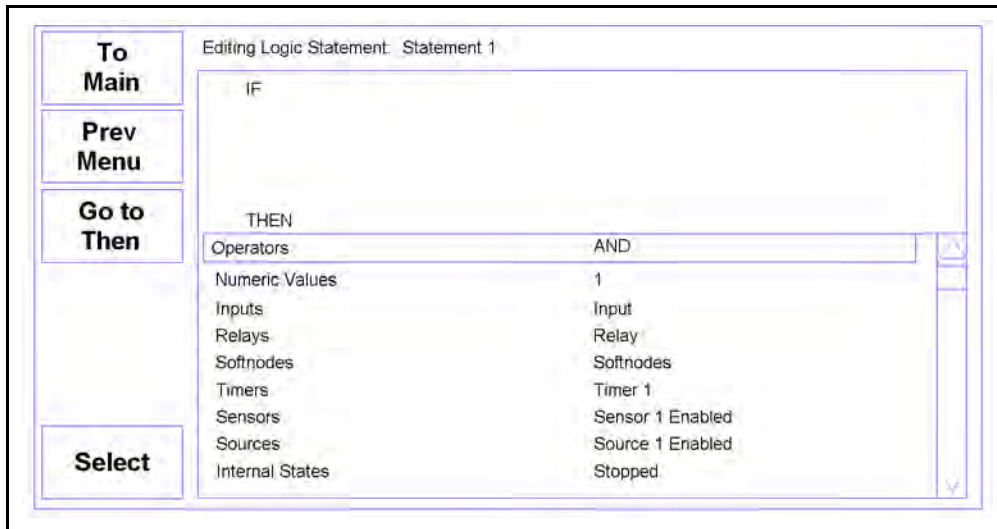 To
Main
Editing Logic Statement: Statement 1
IF
Prev
Menu
Go to
Then
THEN
Operators AND
Numeric Values 1
Inputs Input
Relays Relay
Softnodes Softnodes
Timers Timer 1
Sensors Sensor 1 Enabled
Sources Source 1 Enabled
Internal States Stopped
Select